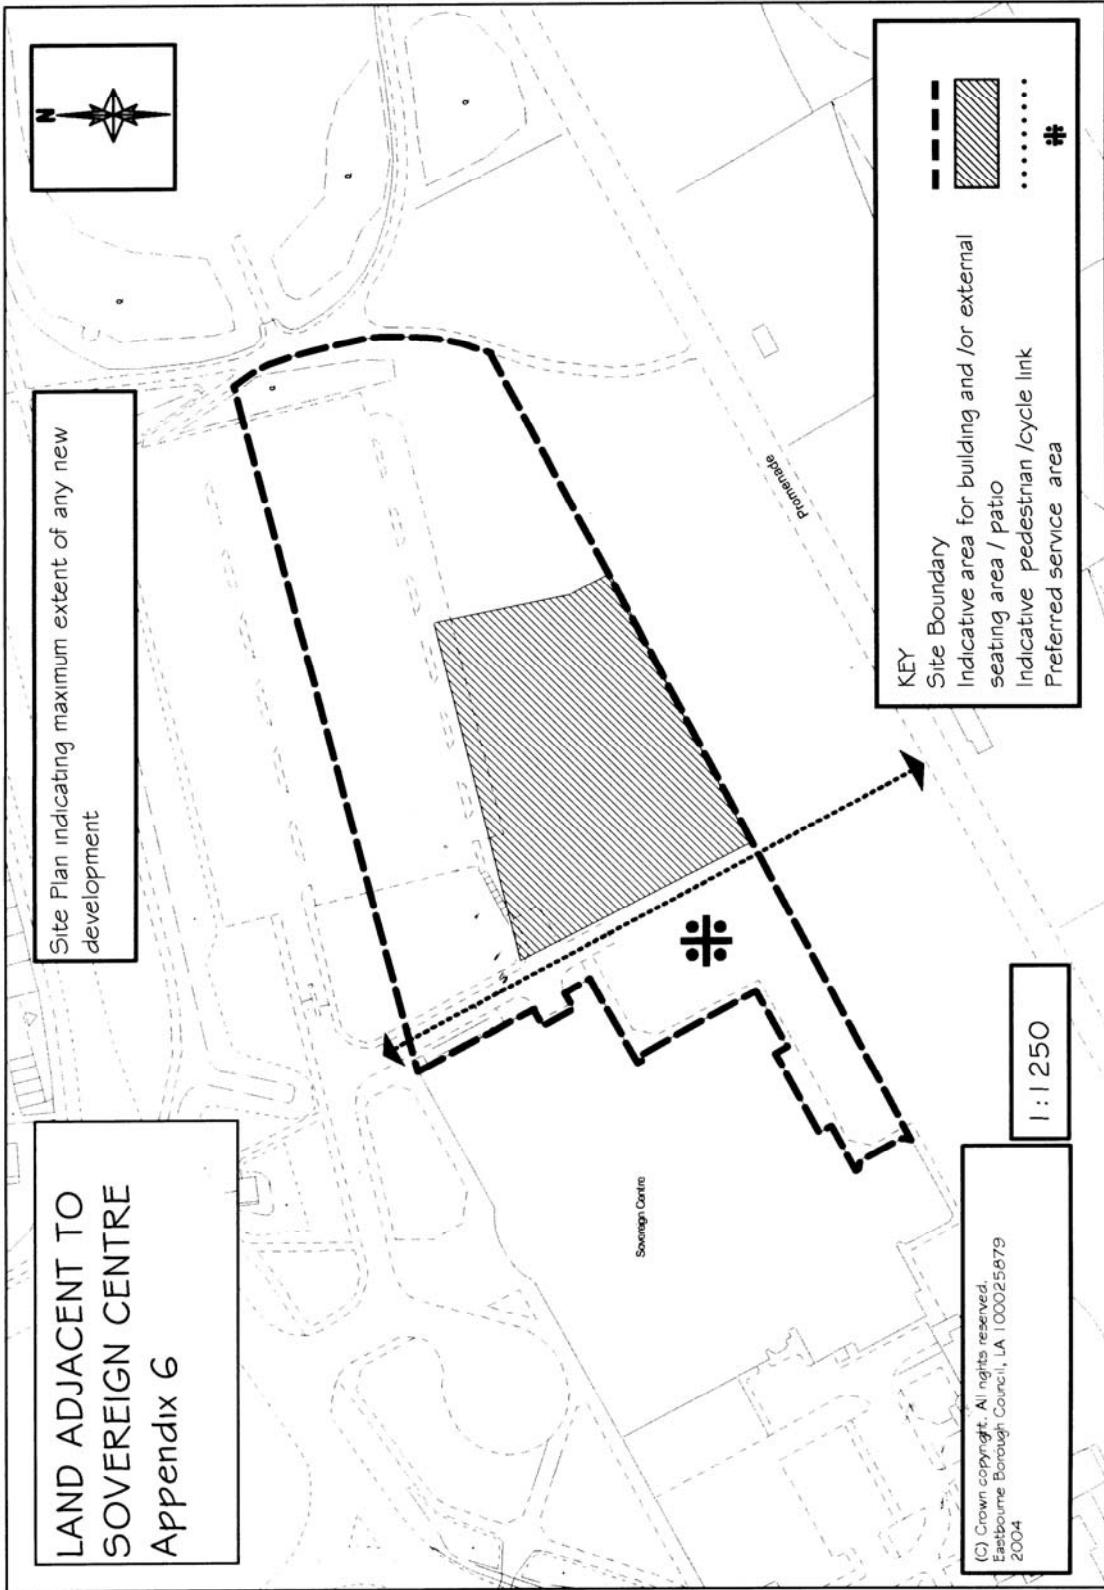 LAND ADJACENT TO
SOVEREIGN CENTRE
Appendix 6
Site Plan indicating maximum extent of any new
development
N
Sovereign Centre
Promenade
(C) Crown copyright. All rights reserved.
Eastbourne Borough Council, LA 100025879
2004
1:1250
KEY
Site Boundary
Indicative area for building and /or external
seating area / patio
Indicative pedestrian /cycle link
Preferred service area